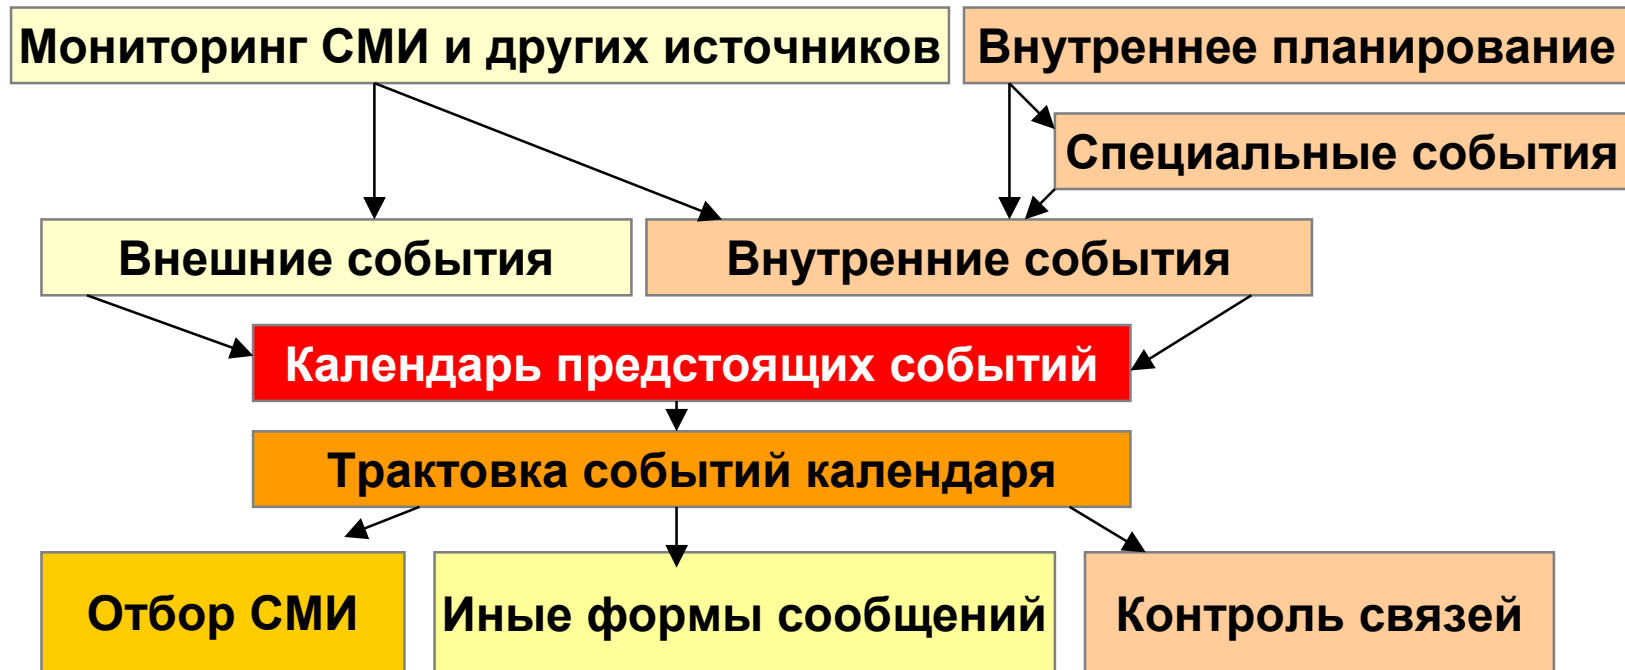 Мониторинг СМИ и других источников
Внутреннее планирование
Специальные события
Внешние события
Внутренние события
Календарь предстоящих событий
Трактовка событий календаря
Отбор СМИ
Иные формы сообщений
Контроль связей